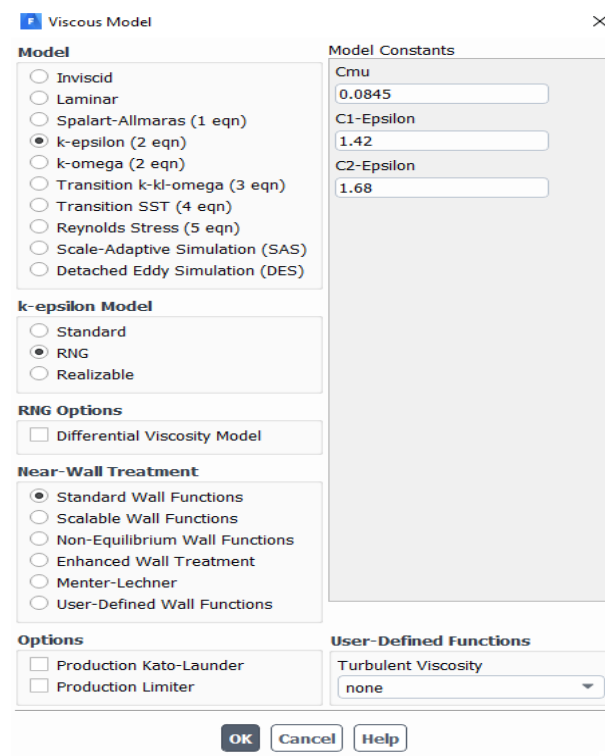 F Viscous Model
Model
Inviscid
Laminar
Spalart-Allmaras (1 eqn)
k-epsilon (2 eqn)
k-omega (2 eqn)
Transition k-kl-omega (3 eqn)
Transition SST (4 eqn)
Reynolds Stress (5 eqn)
Scale-Adaptive Simulation (SAS)
Detached Eddy Simulation (DES)
k-epsilon Model
Standard
RNG
Realizable
RNG Options
Differential Viscosity Model
Near-Wall Treatment
Standard Wall Functions
Scalable Wall Functions
Non-Equilibrium Wall Functions
Enhanced Wall Treatment
Menter-Lechner
User-Defined Wall Functions
Options
Production Kato-Launder
Production Limiter
Model Constants
Cmu
0.0845
C1-Epsilon
1.42
C2-Epsilon
1.68
User-Defined Functions
Turbulent Viscosity
none
OK Cancel Help